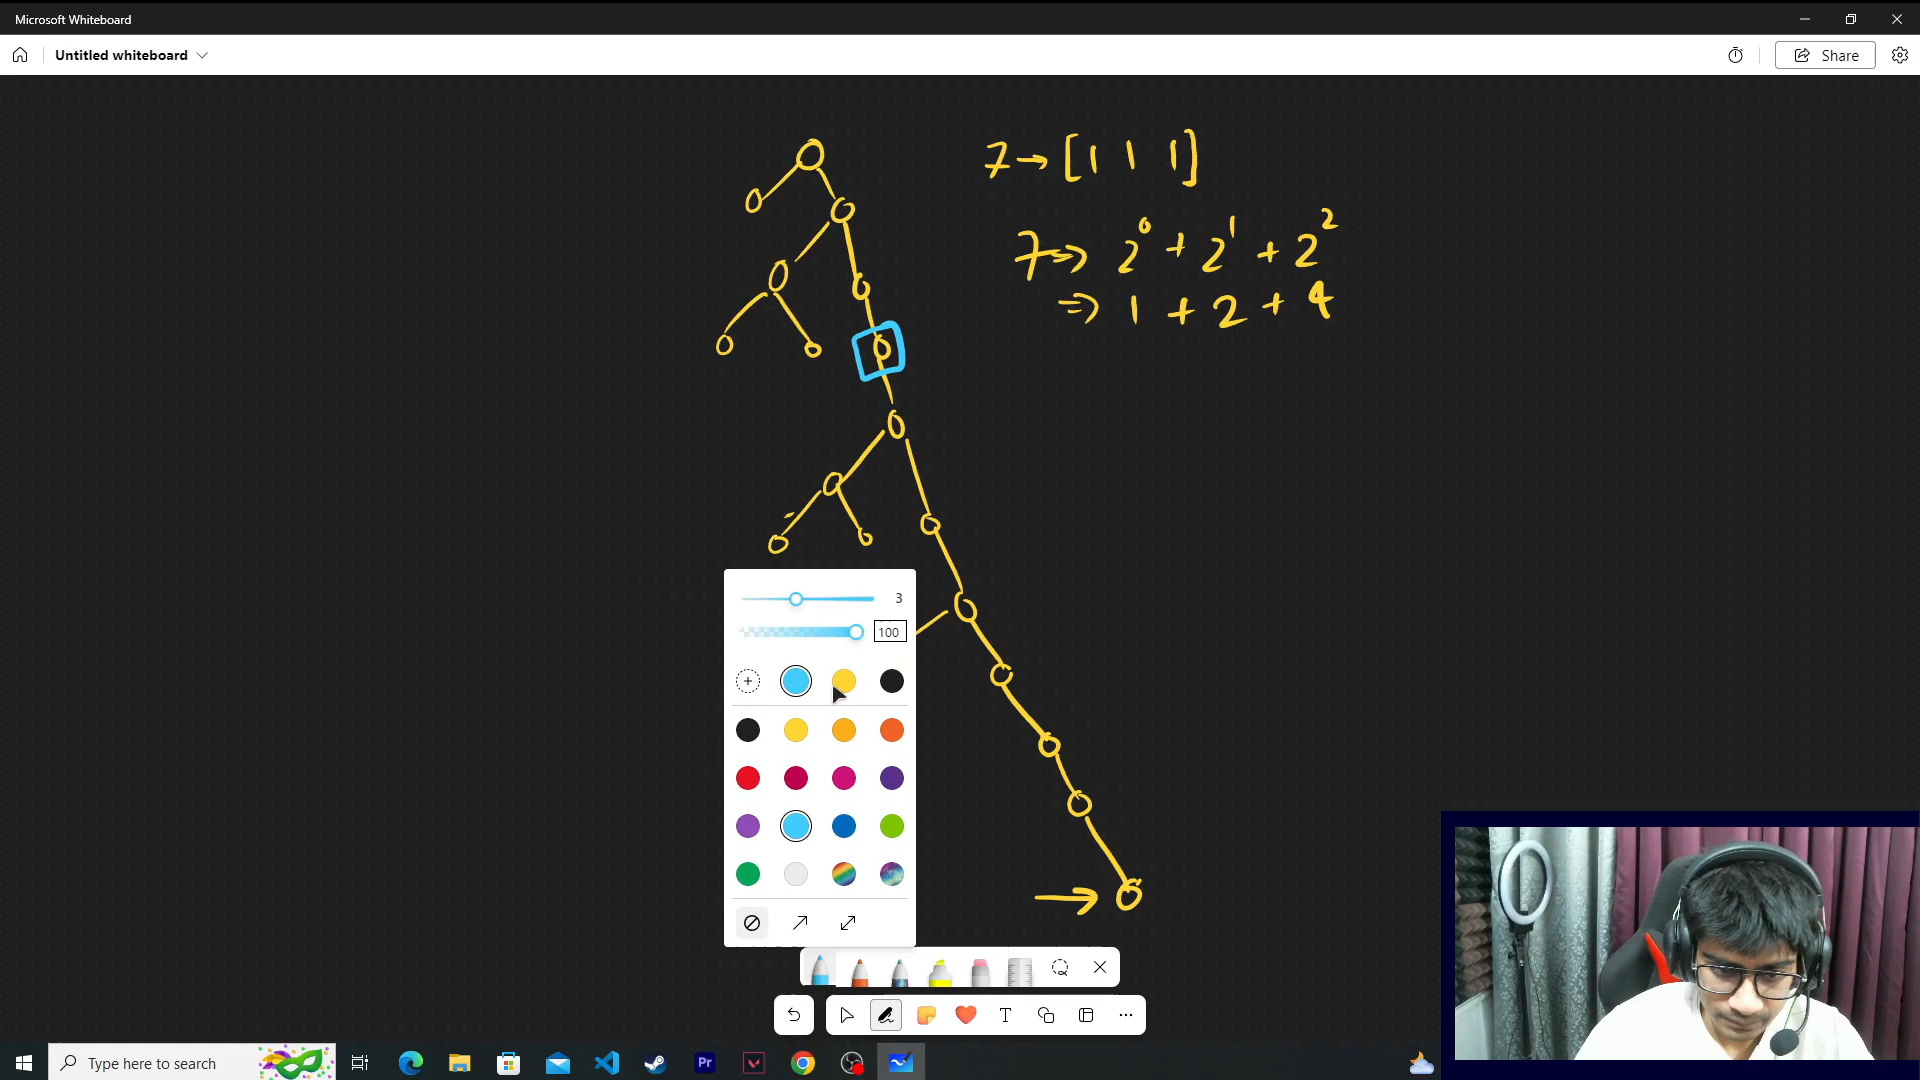 Microsoft Whiteboard
Untitled whiteboard
Share
7 → [1 1 1]
7 => 2⁰ + 2¹ + 2²
=> 1 + 2 + 4
3
100
T
Type here to search
Pr